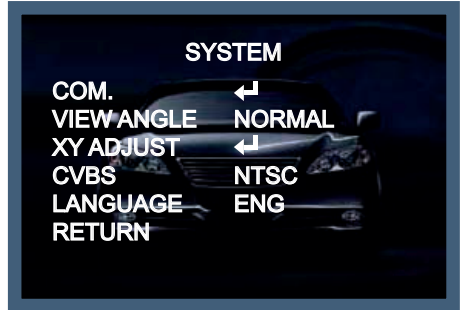 SYSTEM
COM. ↵
VIEW ANGLE NORMAL
XY ADJUST ↵
CVBS NTSC
LANGUAGE ENG
RETURN